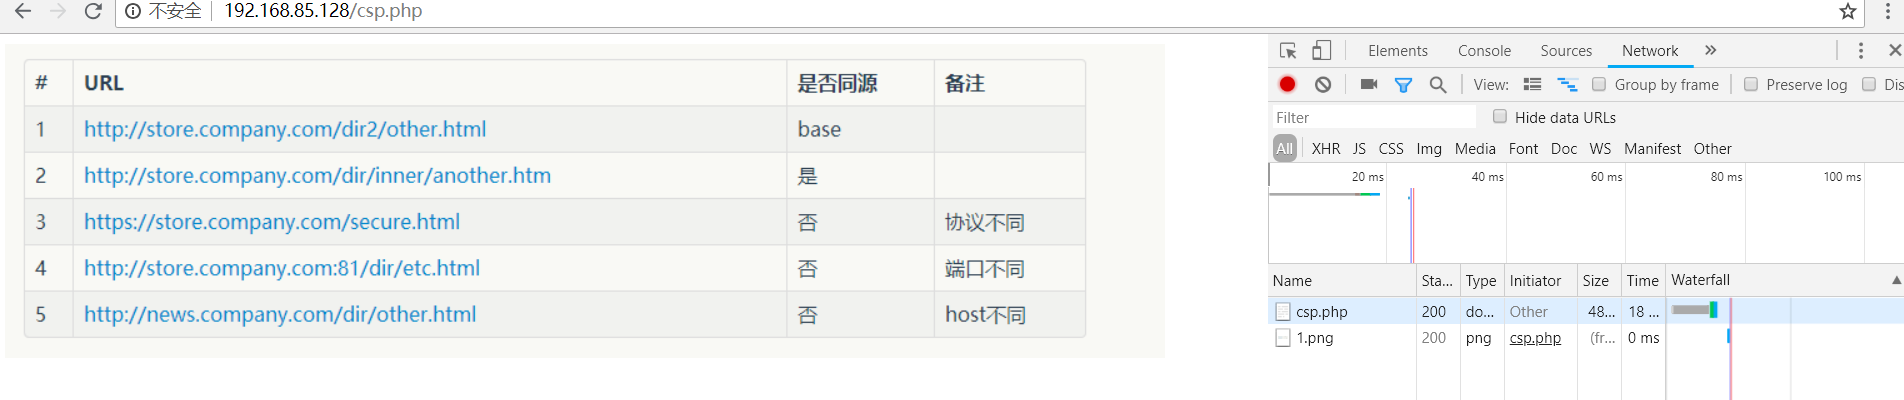 不安全 192.168.85.128/csp.php
# URL 是否同源 备注
1 http://store.company.com/dir2/other.html base
2 http://store.company.com/dir/inner/another.htm 是
3 https://store.company.com/secure.html 否 协议不同
4 http://store.company.com:81/dir/etc.html 否 端口不同
5 http://news.company.com/dir/other.html 否 host不同
Elements Console Sources Network
View: Group by frame Preserve log Dis
Filter Hide data URLs
All XHR JS CSS Img Media Font Doc WS Manifest Other
20 ms 40 ms 60 ms 80 ms 100 ms
Name Sta... Type Initiator Size Time Waterfall
csp.php 200 do... Other 48... 18 ...
1.png 200 png csp.php (fr... 0 ms